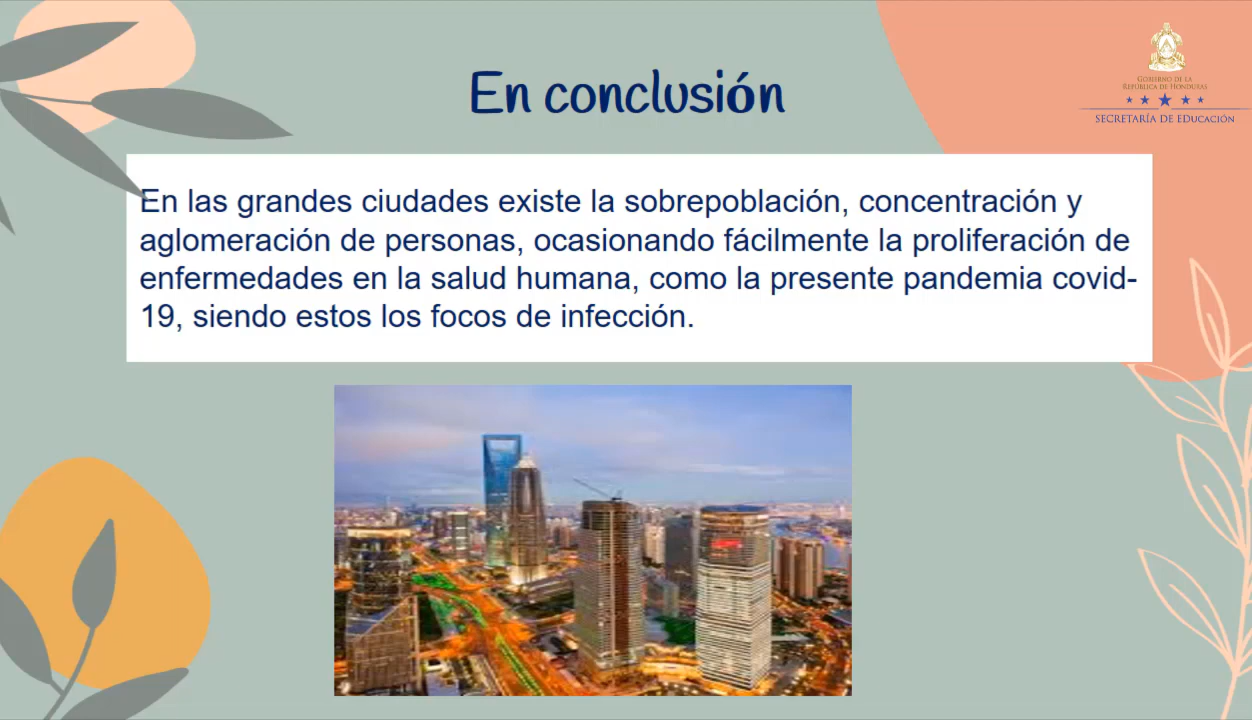 En conclusión
GOBIERNO DE LA
REPÚBLICA DE HONDURAS
SECRETARÍA DE EDUCACIÓN
En las grandes ciudades existe la sobrepoblación, concentración y
aglomeración de personas, ocasionando fácilmente la proliferación de
enfermedades en la salud humana, como la presente pandemia covid-
19, siendo estos los focos de infección.